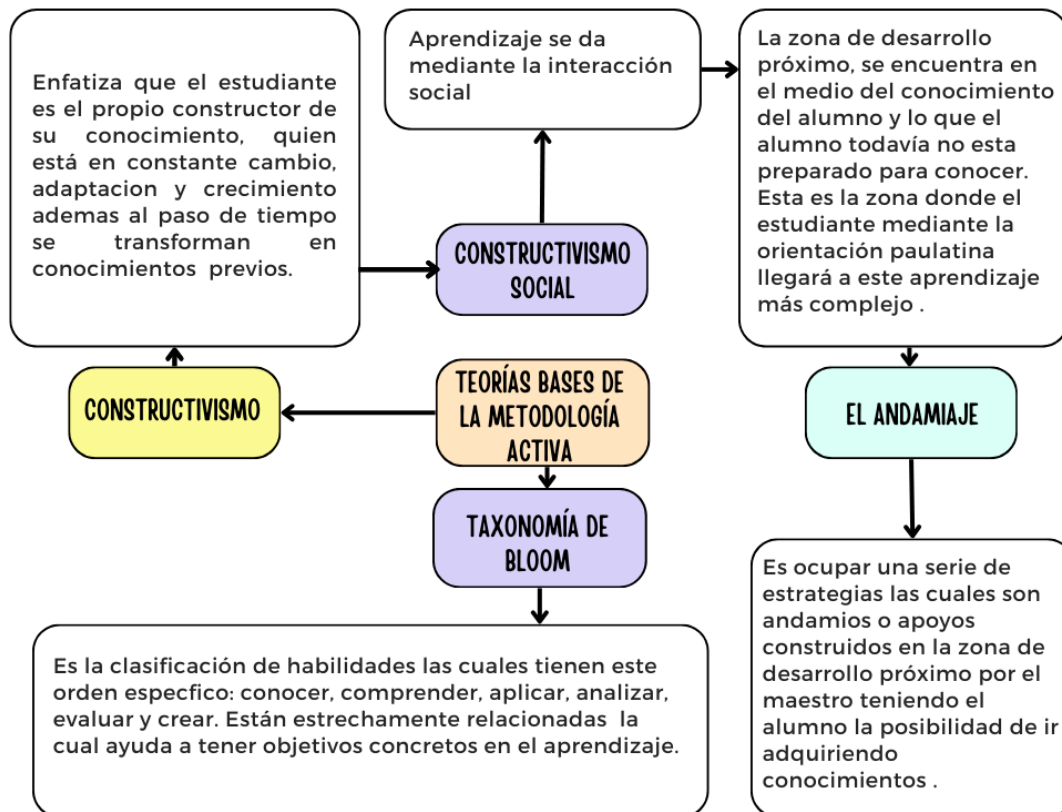 Enfatiza que el estudiante
es el propio constructor de
su conocimiento, quien
está en constante cambio,
adaptacion y crecimiento
ademas al paso de tiempo
se transforman en
conocimientos previos.
Aprendizaje se da
mediante la interacción
social
La zona de desarrollo
próximo, se encuentra en
el medio del conocimiento
del alumno y lo que el
alumno todavía no esta
preparado para conocer.
Esta es la zona donde el
estudiante mediante la
orientación paulatina
llegará a este aprendizaje
más complejo .
CONSTRUCTIVISMO
SOCIAL
CONSTRUCTIVISMO
TEORÍAS BASES DE
LA METODOLOGÍA
ACTIVA
EL ANDAMIAJE
TAXONOMÍA DE
BLOOM
Es la clasificación de habilidades las cuales tienen este
orden especfico: conocer, comprender, aplicar, analizar,
evaluar y crear. Están estrechamente relacionadas la
cual ayuda a tener objetivos concretos en el aprendizaje.
Es ocupar una serie de
estrategias las cuales son
andamios o apoyos
construidos en la zona de
desarrollo próximo por el
maestro teniendo el
alumno la posibilidad de ir
adquiriendo
conocimientos .